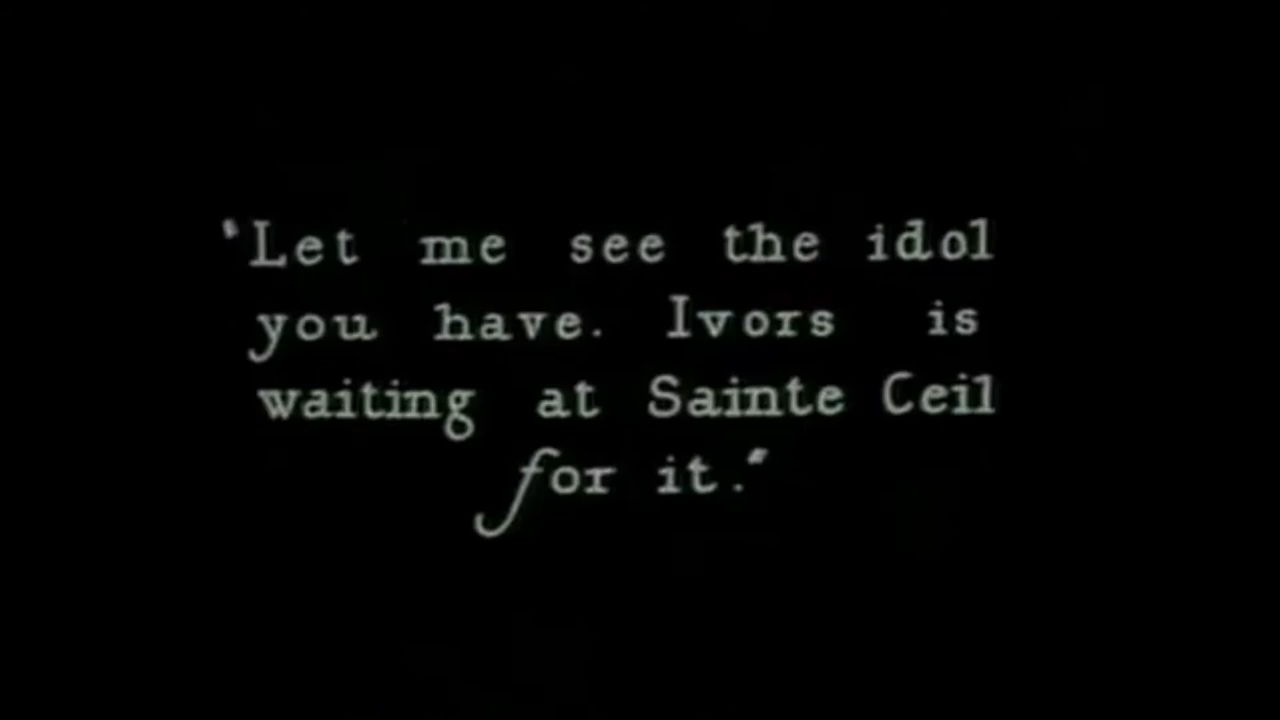 "Let me see the idol
you have. Ivors is
waiting at Sainte Ceil
for it."